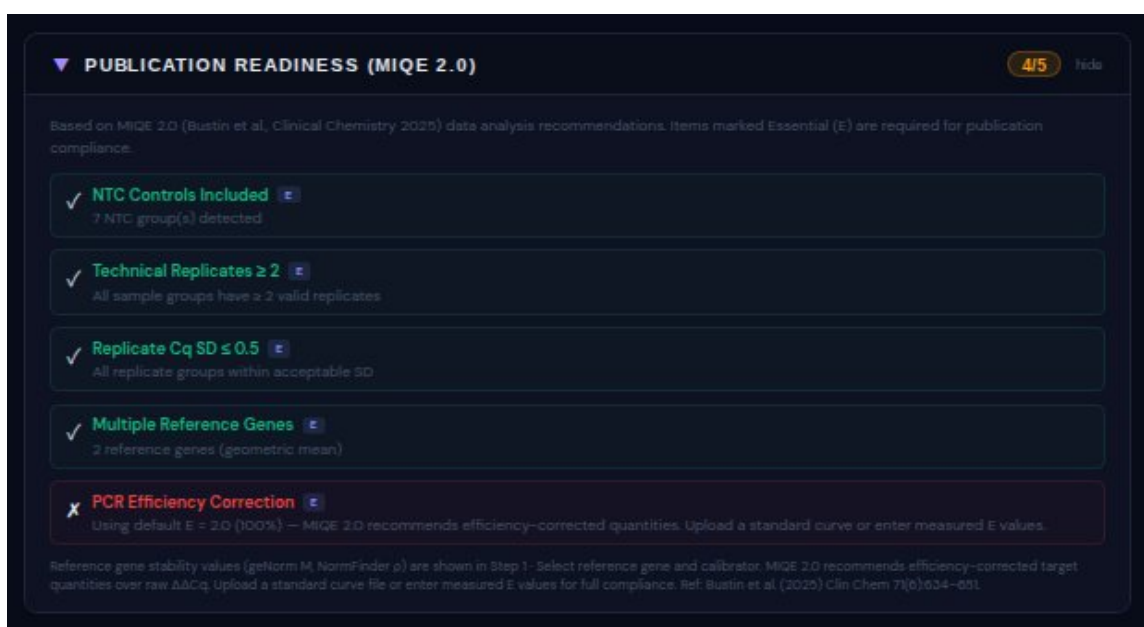 ▼ PUBLICATION READINESS (MIQE 2.0)
4/5 hide
Based on MIQE 2.0 (Bustin et al., Clinical Chemistry 2025) data analysis recommendations. Items marked Essential (E) are required for publication
compliance.
✓ NTC Controls Included E
7 NTC group(s) detected
✓ Technical Replicates ≥ 2 E
All sample groups have ≥ 2 valid replicates
✓ Replicate Cq SD ≤ 0.5 E
All replicate groups within acceptable SD
✓ Multiple Reference Genes E
2 reference genes (geometric mean)
✗ PCR Efficiency Correction E
Using default E = 2.0 (100%) — MIQE 2.0 recommends efficiency-corrected quantities. Upload a standard curve or enter measured E values.
Reference gene stability values (geNorm M, NormFinder ρ) are shown in Step 1 · Select reference gene and calibrator. MIQE 2.0 recommends efficiency-corrected target
quantities over raw ΔΔCq. Upload a standard curve file or enter measured E values for full compliance. Ref: Bustin et al. (2025) Clin Chem 71(6):634–651.